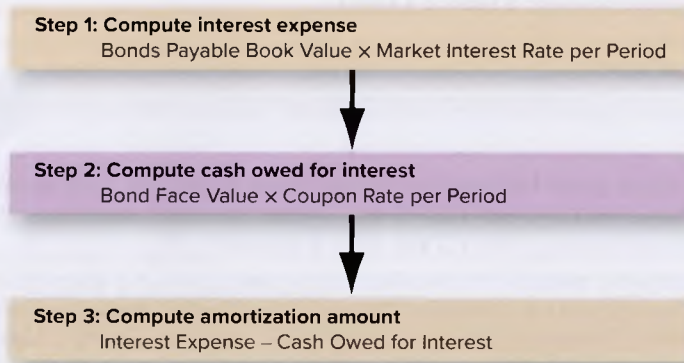 Step 1: Compute interest expense
Bonds Payable Book Value × Market Interest Rate per Period
Step 2: Compute cash owed for interest
Bond Face Value × Coupon Rate per Period
Step 3: Compute amortization amount
Interest Expense – Cash Owed for Interest